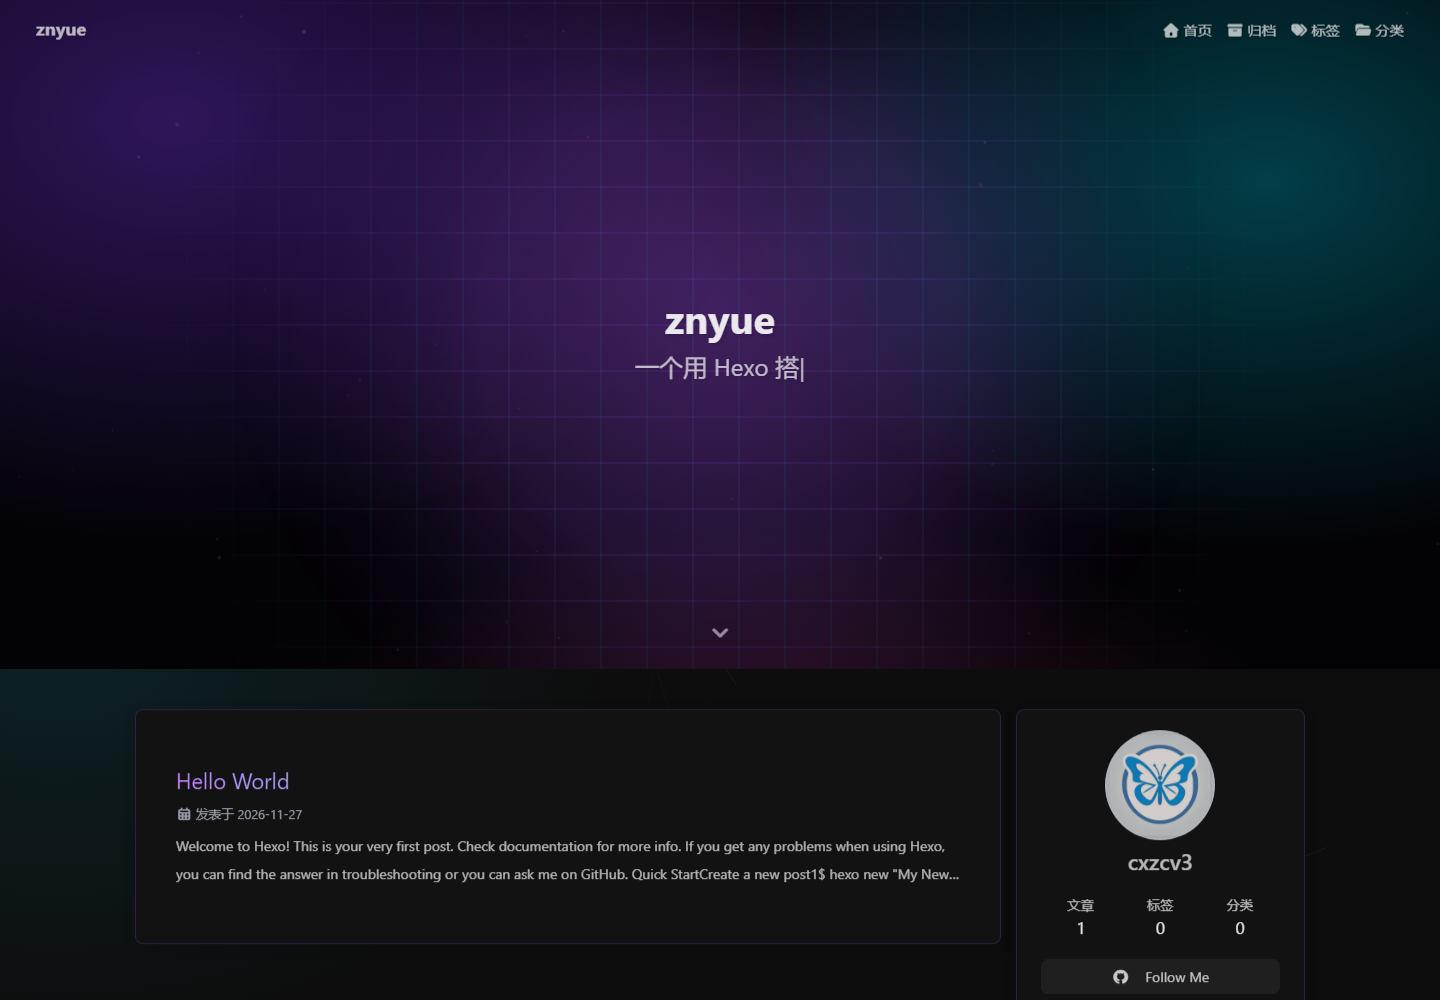 znyue
首页 归档 标签 分类
znyue
一个用 Hexo 搭|
Hello World
发表于 2026-11-27
Welcome to Hexo! This is your very first post. Check documentation for more info. If you get any problems when using Hexo,
you can find the answer in troubleshooting or you can ask me on GitHub. Quick StartCreate a new post1$ hexo new "My New...
cxzcv3
文章 标签 分类
1 0 0
Follow Me